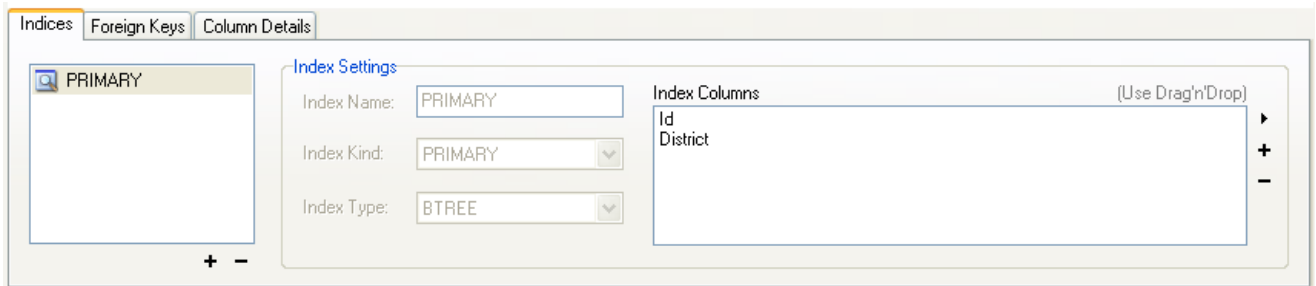 Indices Foreign Keys Column Details
PRIMARY
Index Settings
Index Name: PRIMARY
Index Kind: PRIMARY
Index Type: BTREE
Index Columns (Use Drag'n'Drop)
Id
District